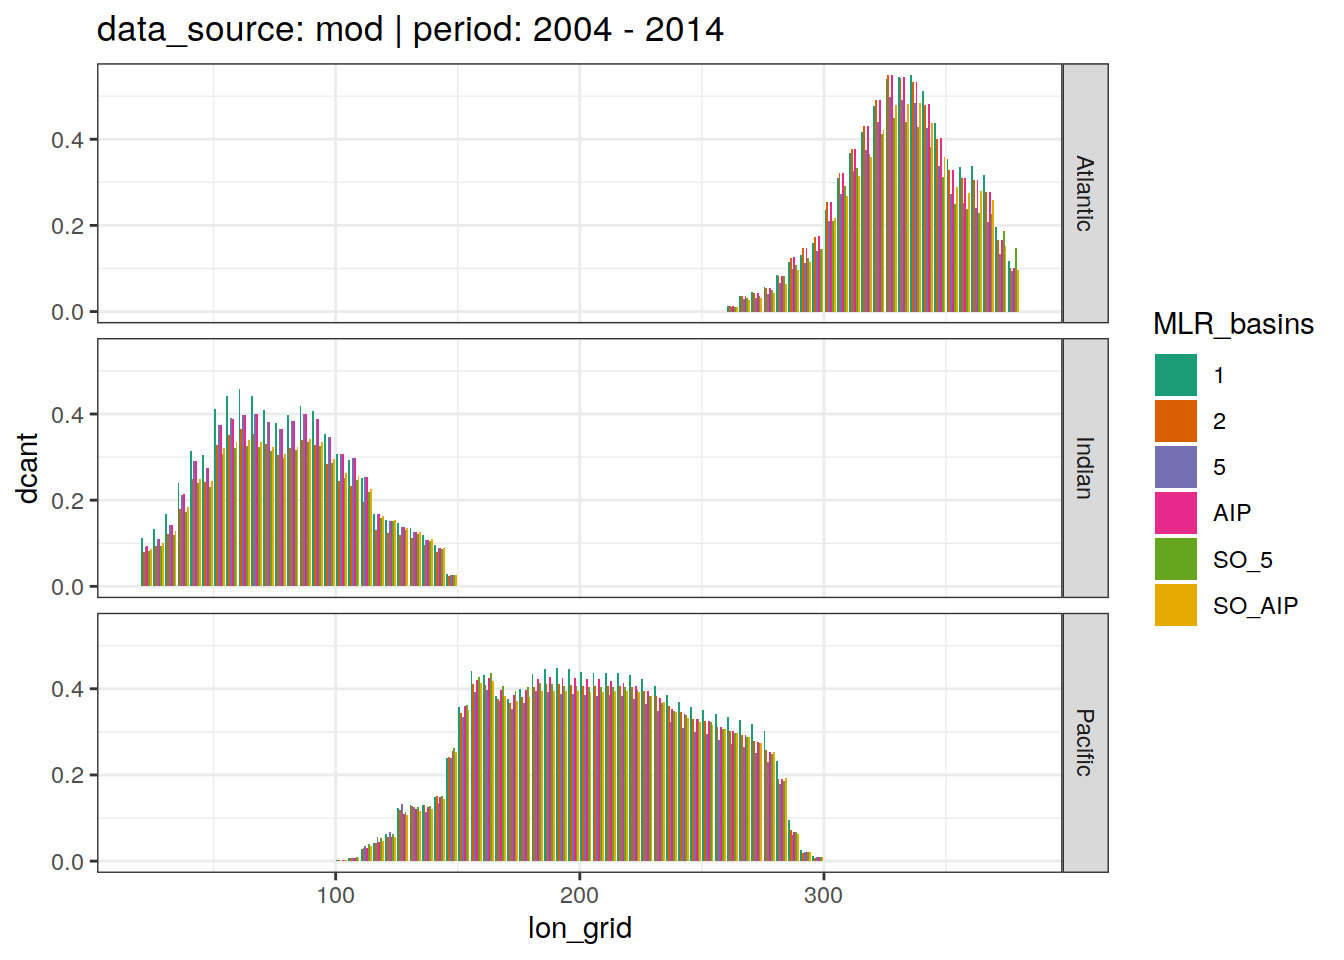 data_source: mod | period: 2004 - 2014
0.4
0.2
0.0
Atlantic
0.4
0.2
0.0
Indian
0.4
0.2
0.0
Pacific
dcant
100
200
300
lon_grid
MLR_basins
1
2
5
AIP
SO_5
SO_AIP